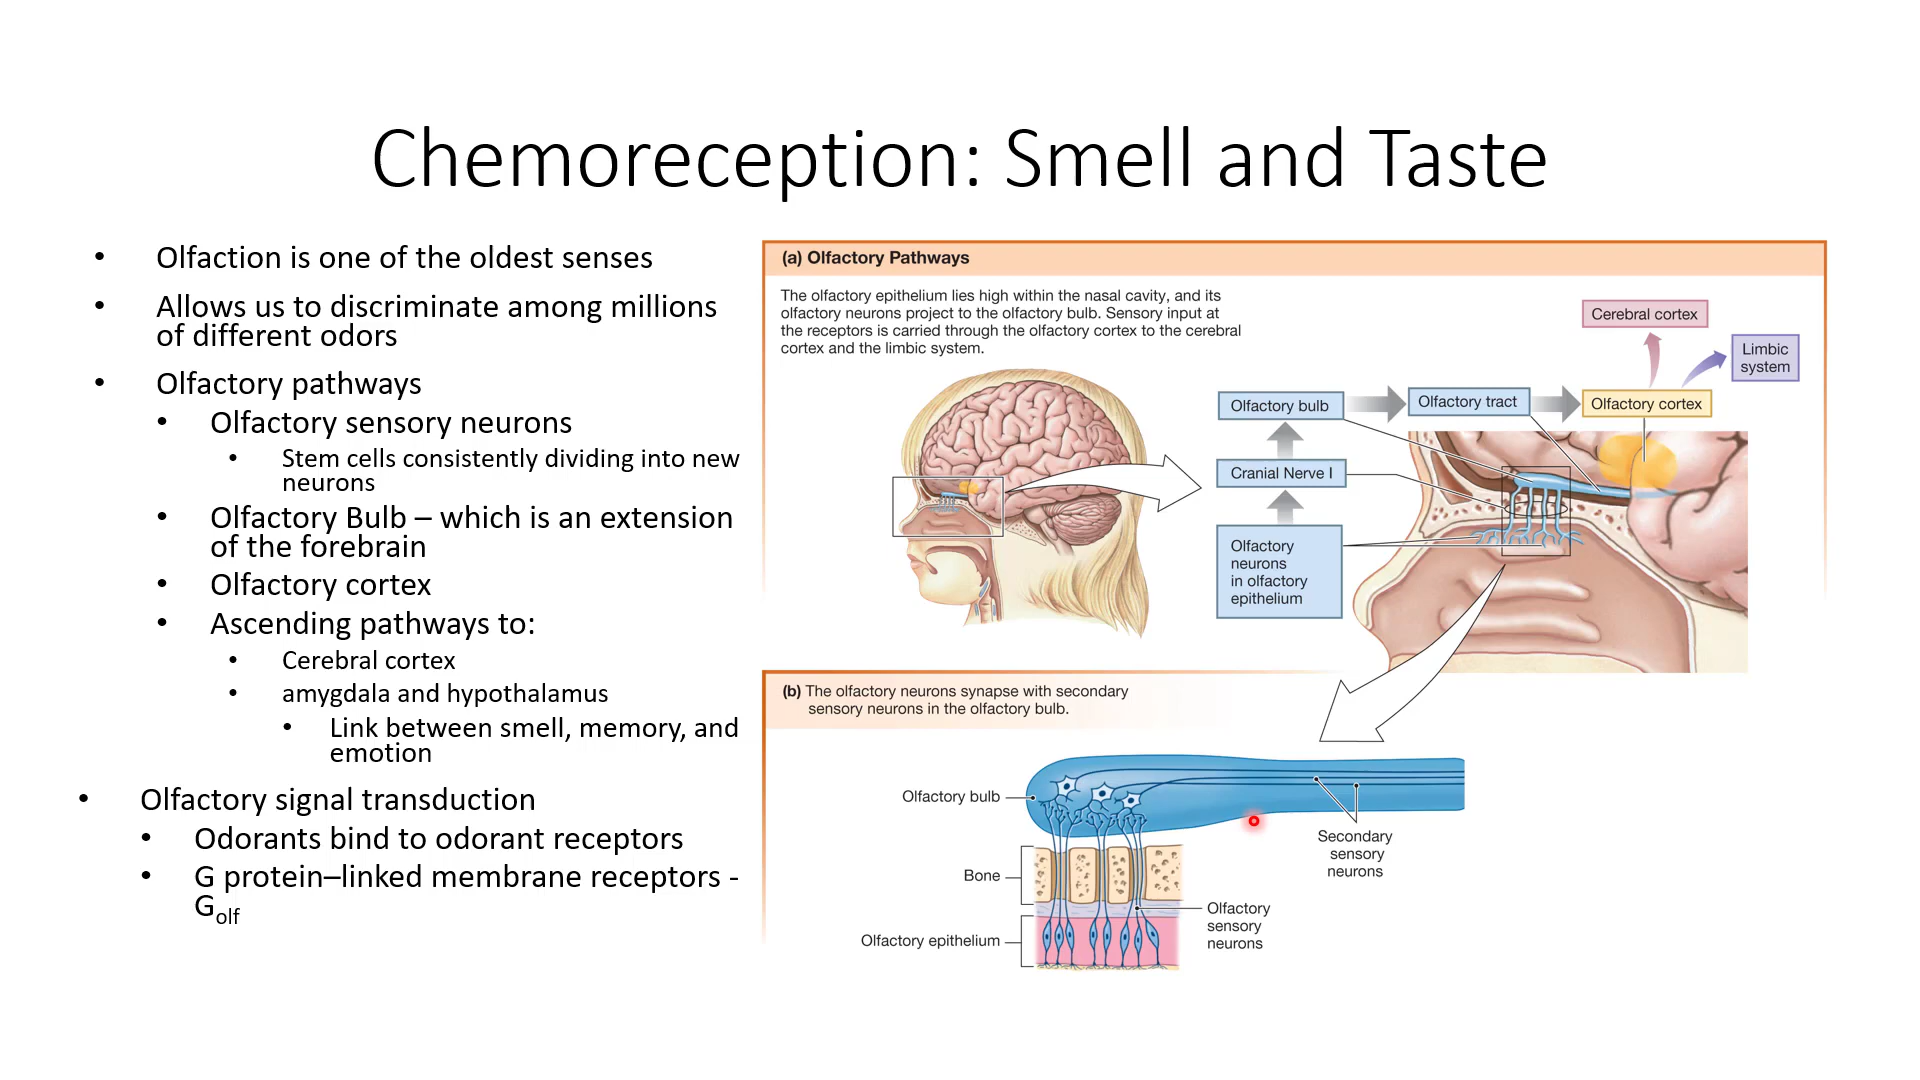 Chemoreception: Smell and Taste
• Olfaction is one of the oldest senses
• Allows us to discriminate among millions
of different odors
• Olfactory pathways
• Olfactory sensory neurons
• Stem cells consistently dividing into new
neurons
• Olfactory Bulb – which is an extension
of the forebrain
• Olfactory cortex
• Ascending pathways to:
• Cerebral cortex
• amygdala and hypothalamus
• Link between smell, memory, and
emotion
• Olfactory signal transduction
• Odorants bind to odorant receptors
• G protein–linked membrane receptors -
Golf
(a) Olfactory Pathways
The olfactory epithelium lies high within the nasal cavity, and its
olfactory neurons project to the olfactory bulb. Sensory input at
the receptors is carried through the olfactory cortex to the cerebral
cortex and the limbic system.
Cerebral cortex
Limbic
system
Olfactory bulb
Olfactory tract
Olfactory cortex
Cranial Nerve I
Olfactory
neurons
in olfactory
epithelium
(b) The olfactory neurons synapse with secondary
sensory neurons in the olfactory bulb.
Olfactory bulb
Secondary
sensory
neurons
Bone
Olfactory
sensory
neurons
Olfactory epithelium